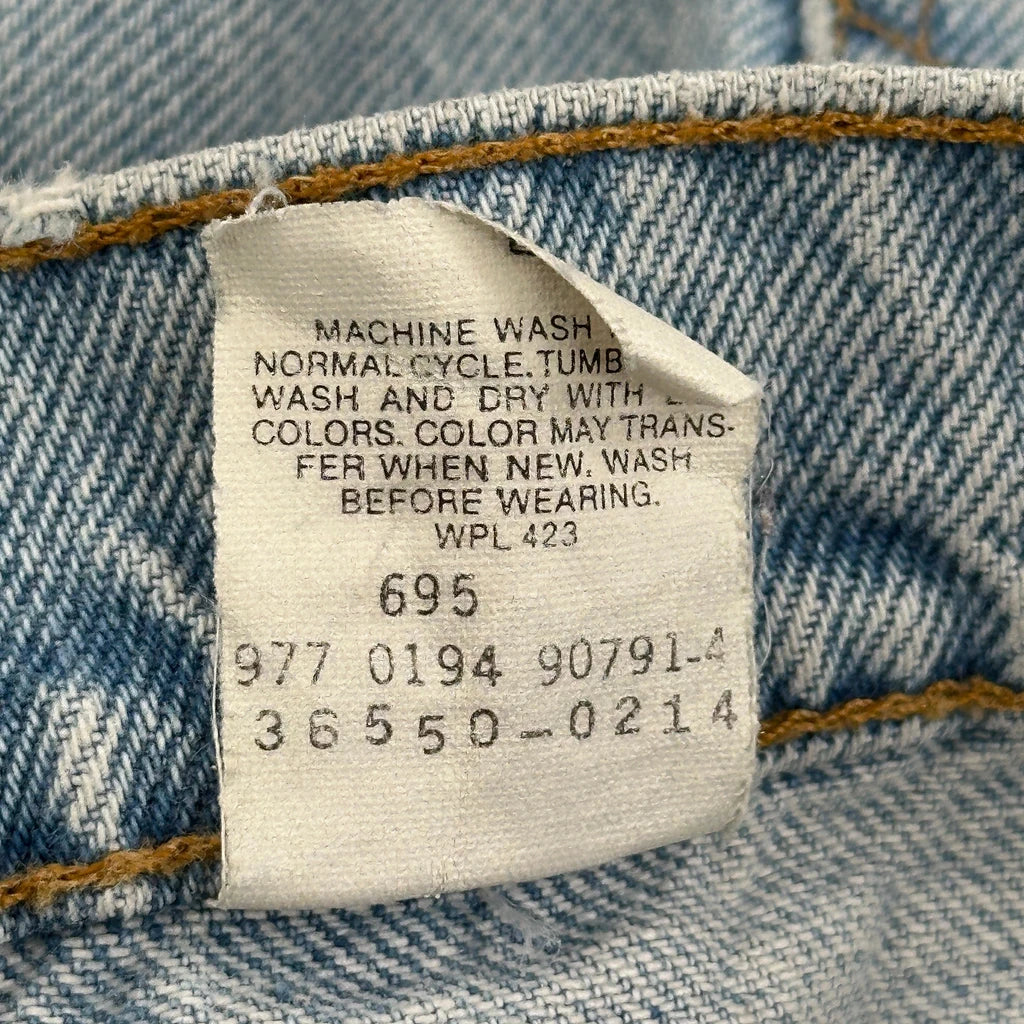 MACHINE WASH
NORMAL CYCLE. TUMB
WASH AND DRY WITH
COLORS. COLOR MAY TRANS-
FER WHEN NEW. WASH
BEFORE WEARING.
WPL 423
695
977 0194 90791-4
36550-0214